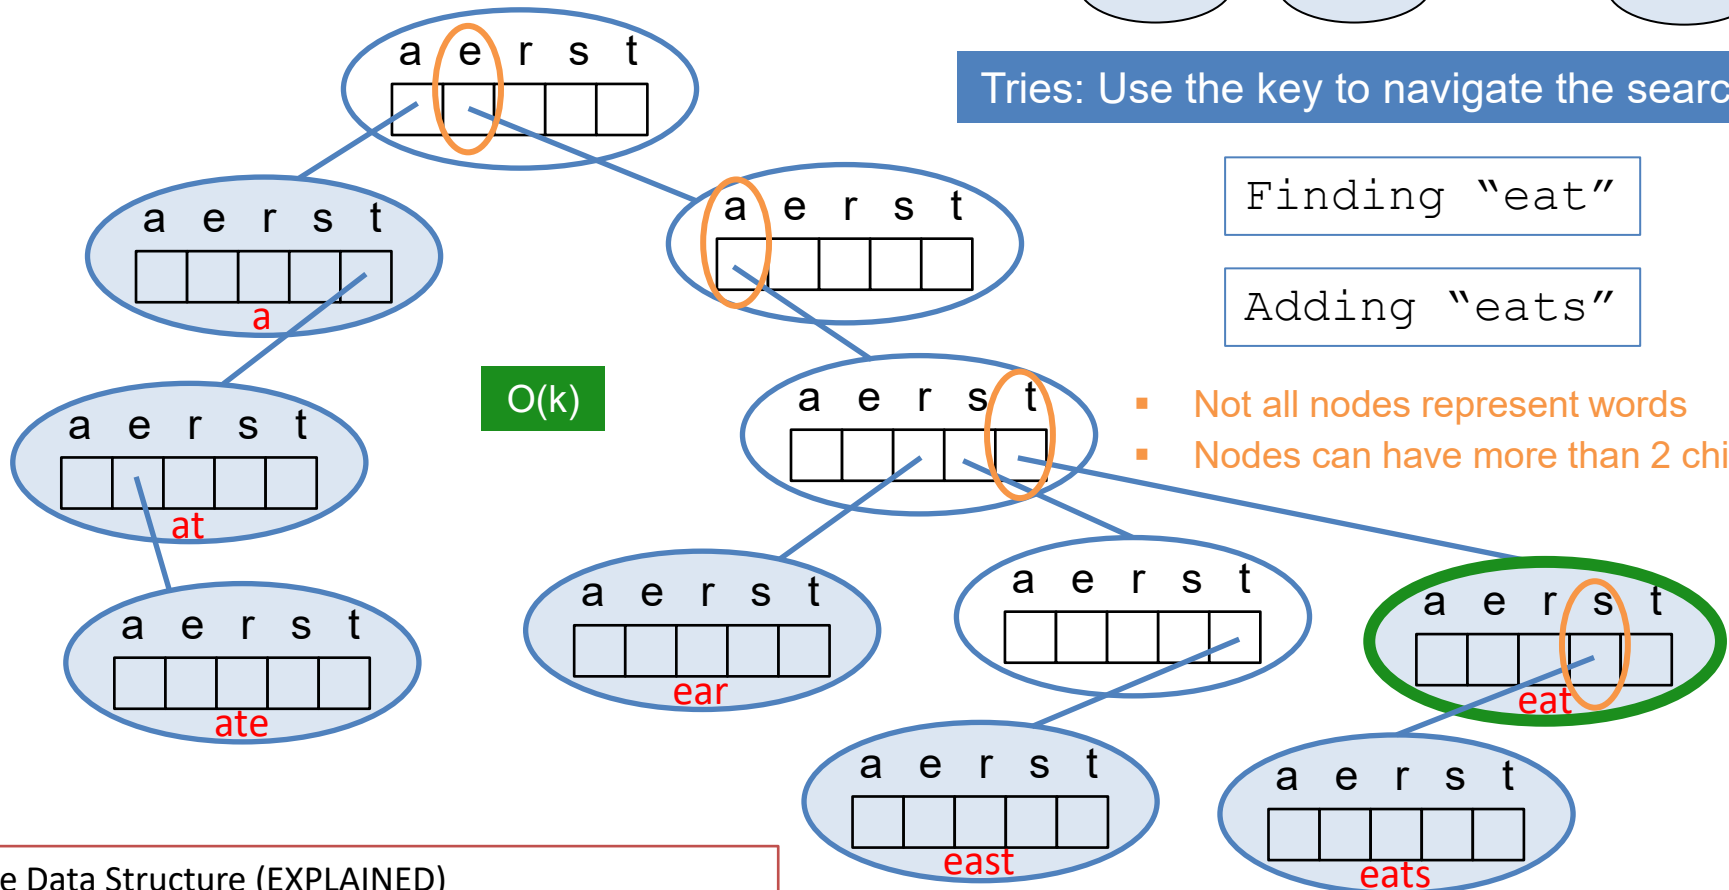 a e r s t
Tries: Use the key to navigate the searc
a e r s t
a
a e r s t
Finding “eat”
Adding “eats”
O(k)
a e r s t
at
a e r s t
▪ Not all nodes represent words
▪ Nodes can have more than 2 chi
a e r s t
ate
a e r s t
ear
a e r s t
a e r s t
eat
a e r s t
east
a e r s t
eats
e Data Structure (EXPLAINED)